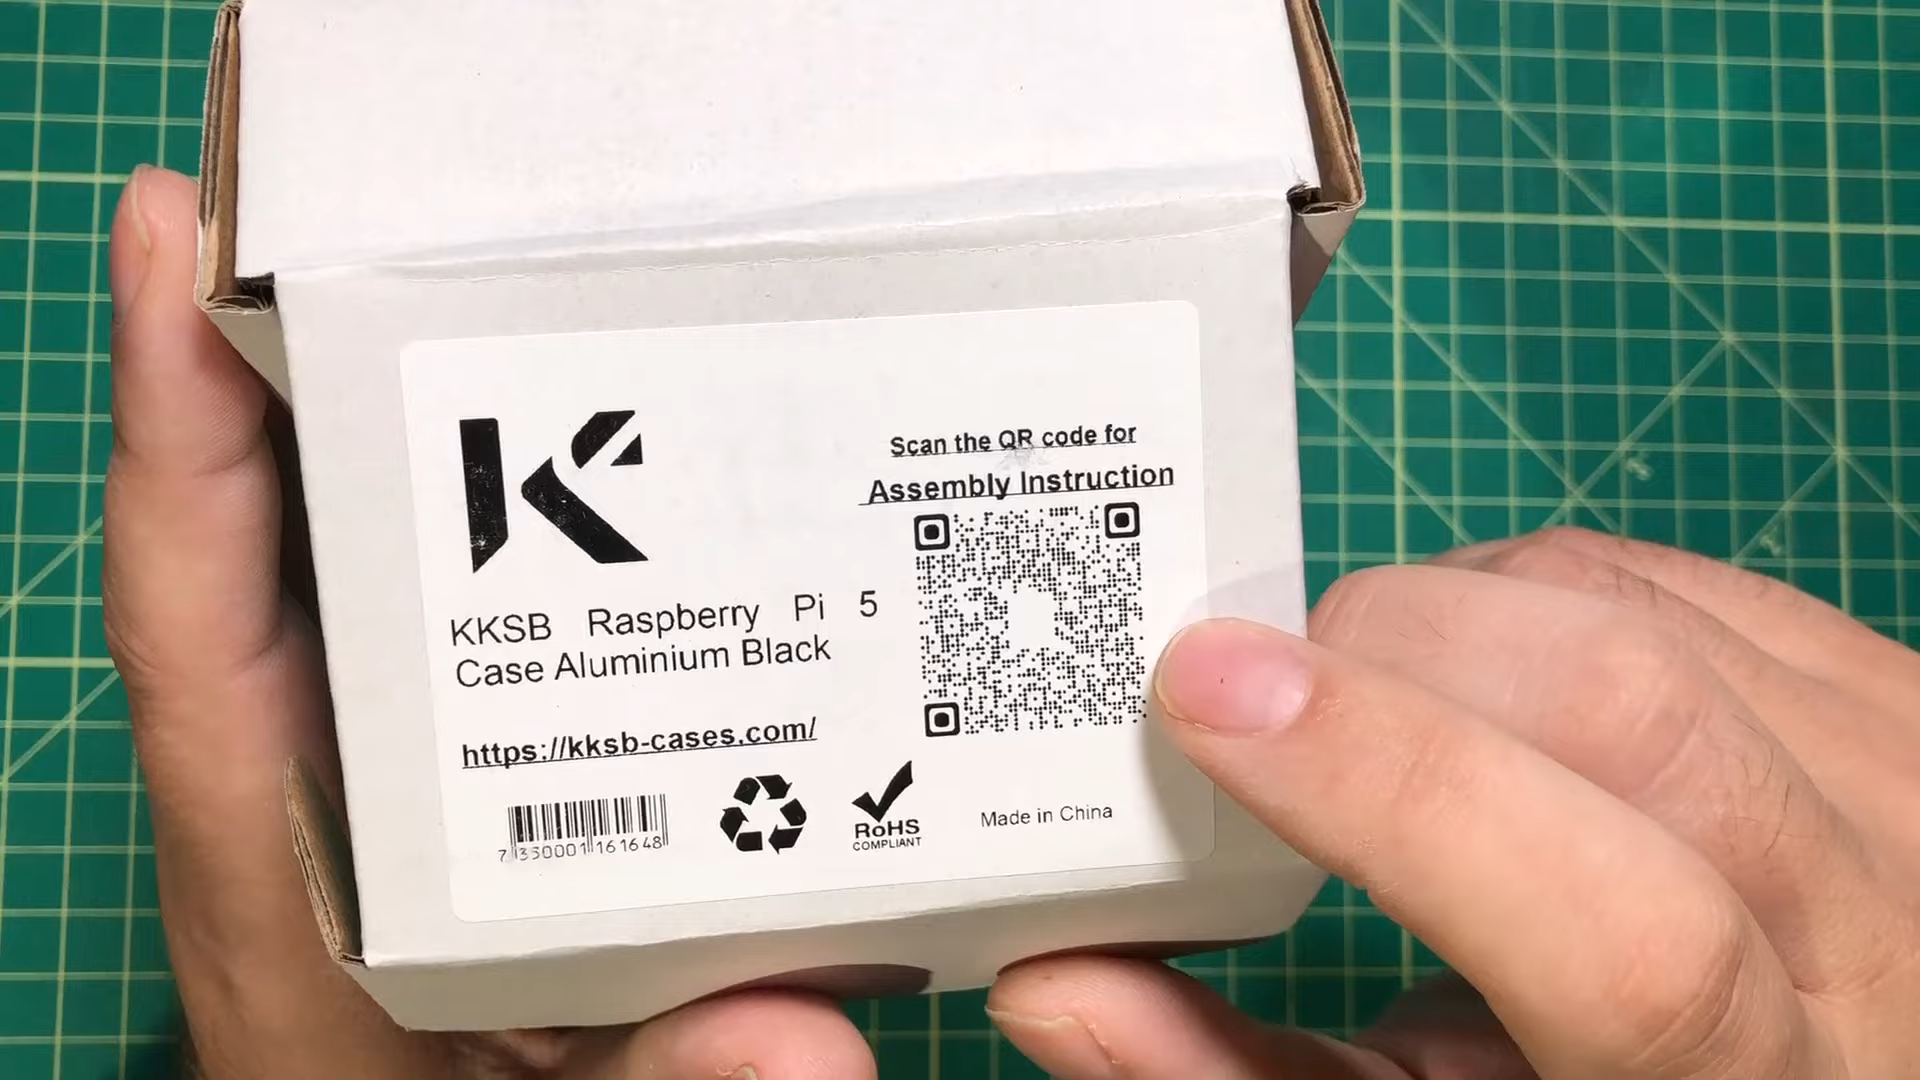 Scan the QR code for
Assembly Instruction
KKSB Raspberry Pi 5
Case Aluminium Black
https://kksb-cases.com/
7 350001 161648
RoHS
COMPLIANT
Made in China